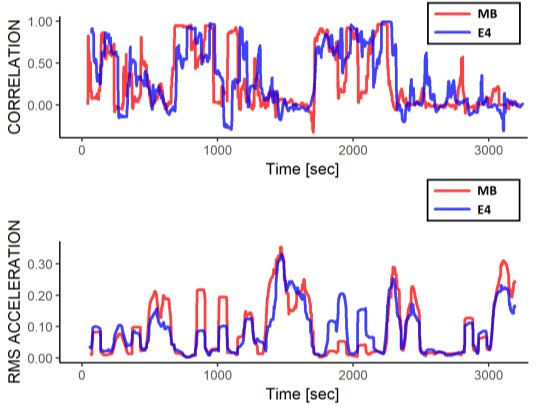 MB
E4
CORRELATION
1.00
0.50
0.00
0
1000
2000
3000
Time [sec]
MB
E4
RMS ACCELERATION
0.30
0.20
0.10
0.00
0
1000
2000
3000
Time [sec]